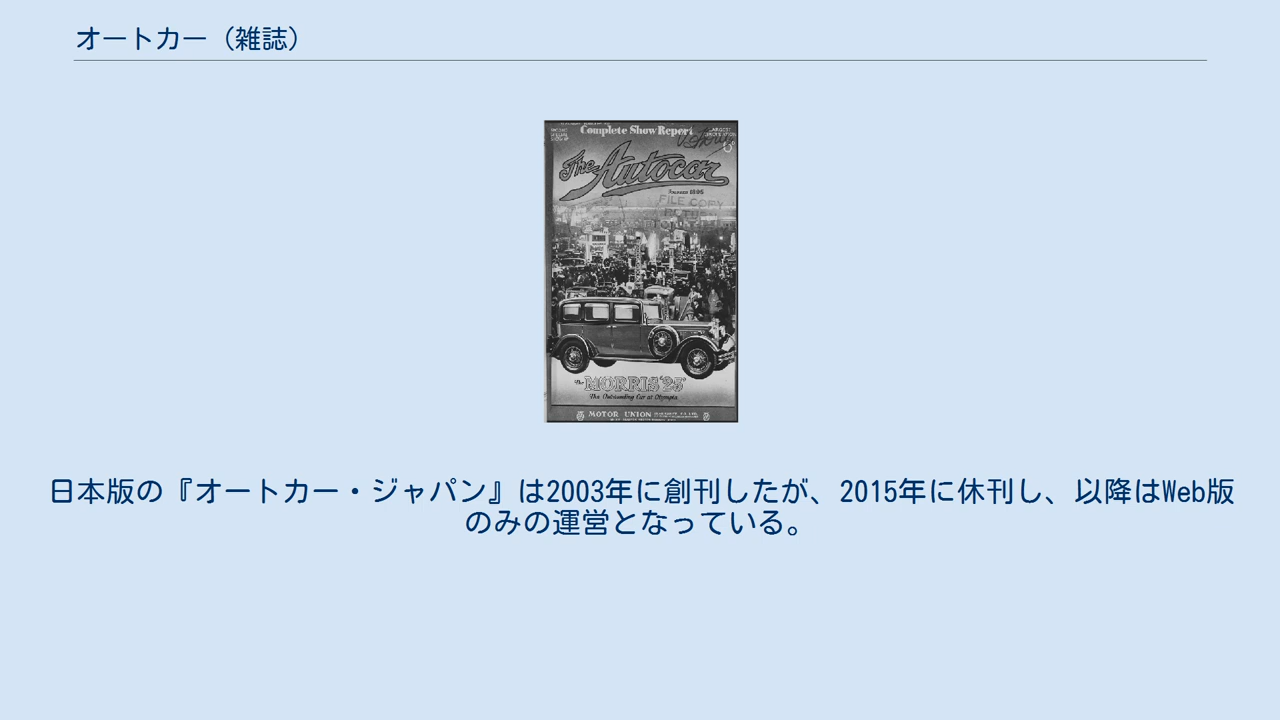 オートカー（雑誌）
Complete Show Report
The Autocar
FILE COPY
The MORRIS '25'
The Outstanding Car at Olympia
MOTOR UNION
日本版の『オートカー・ジャパン』は2003年に創刊したが、2015年に休刊し、以降はWeb版
のみの運営となっている。